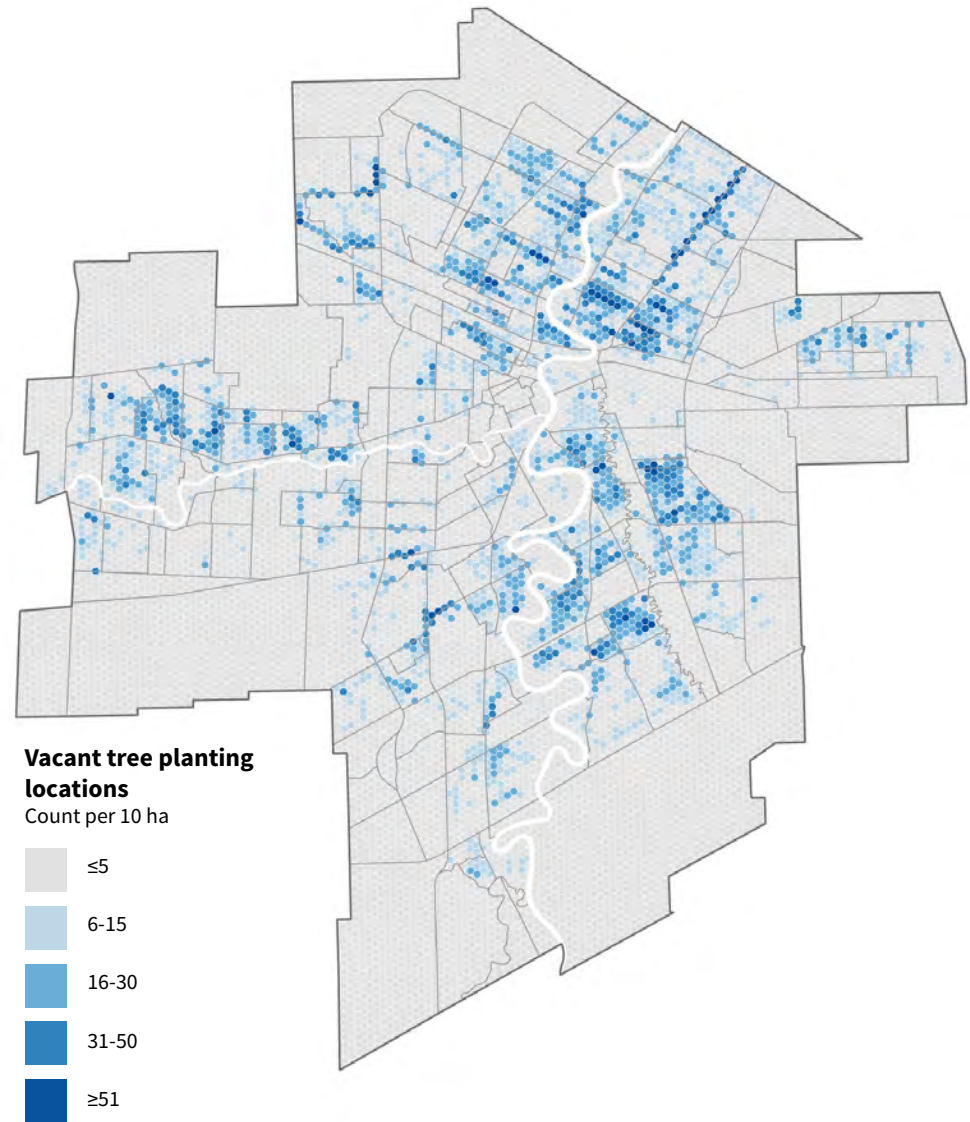 Vacant tree planting
locations
Count per 10 ha
≤5
6-15
16-30
31-50
≥51